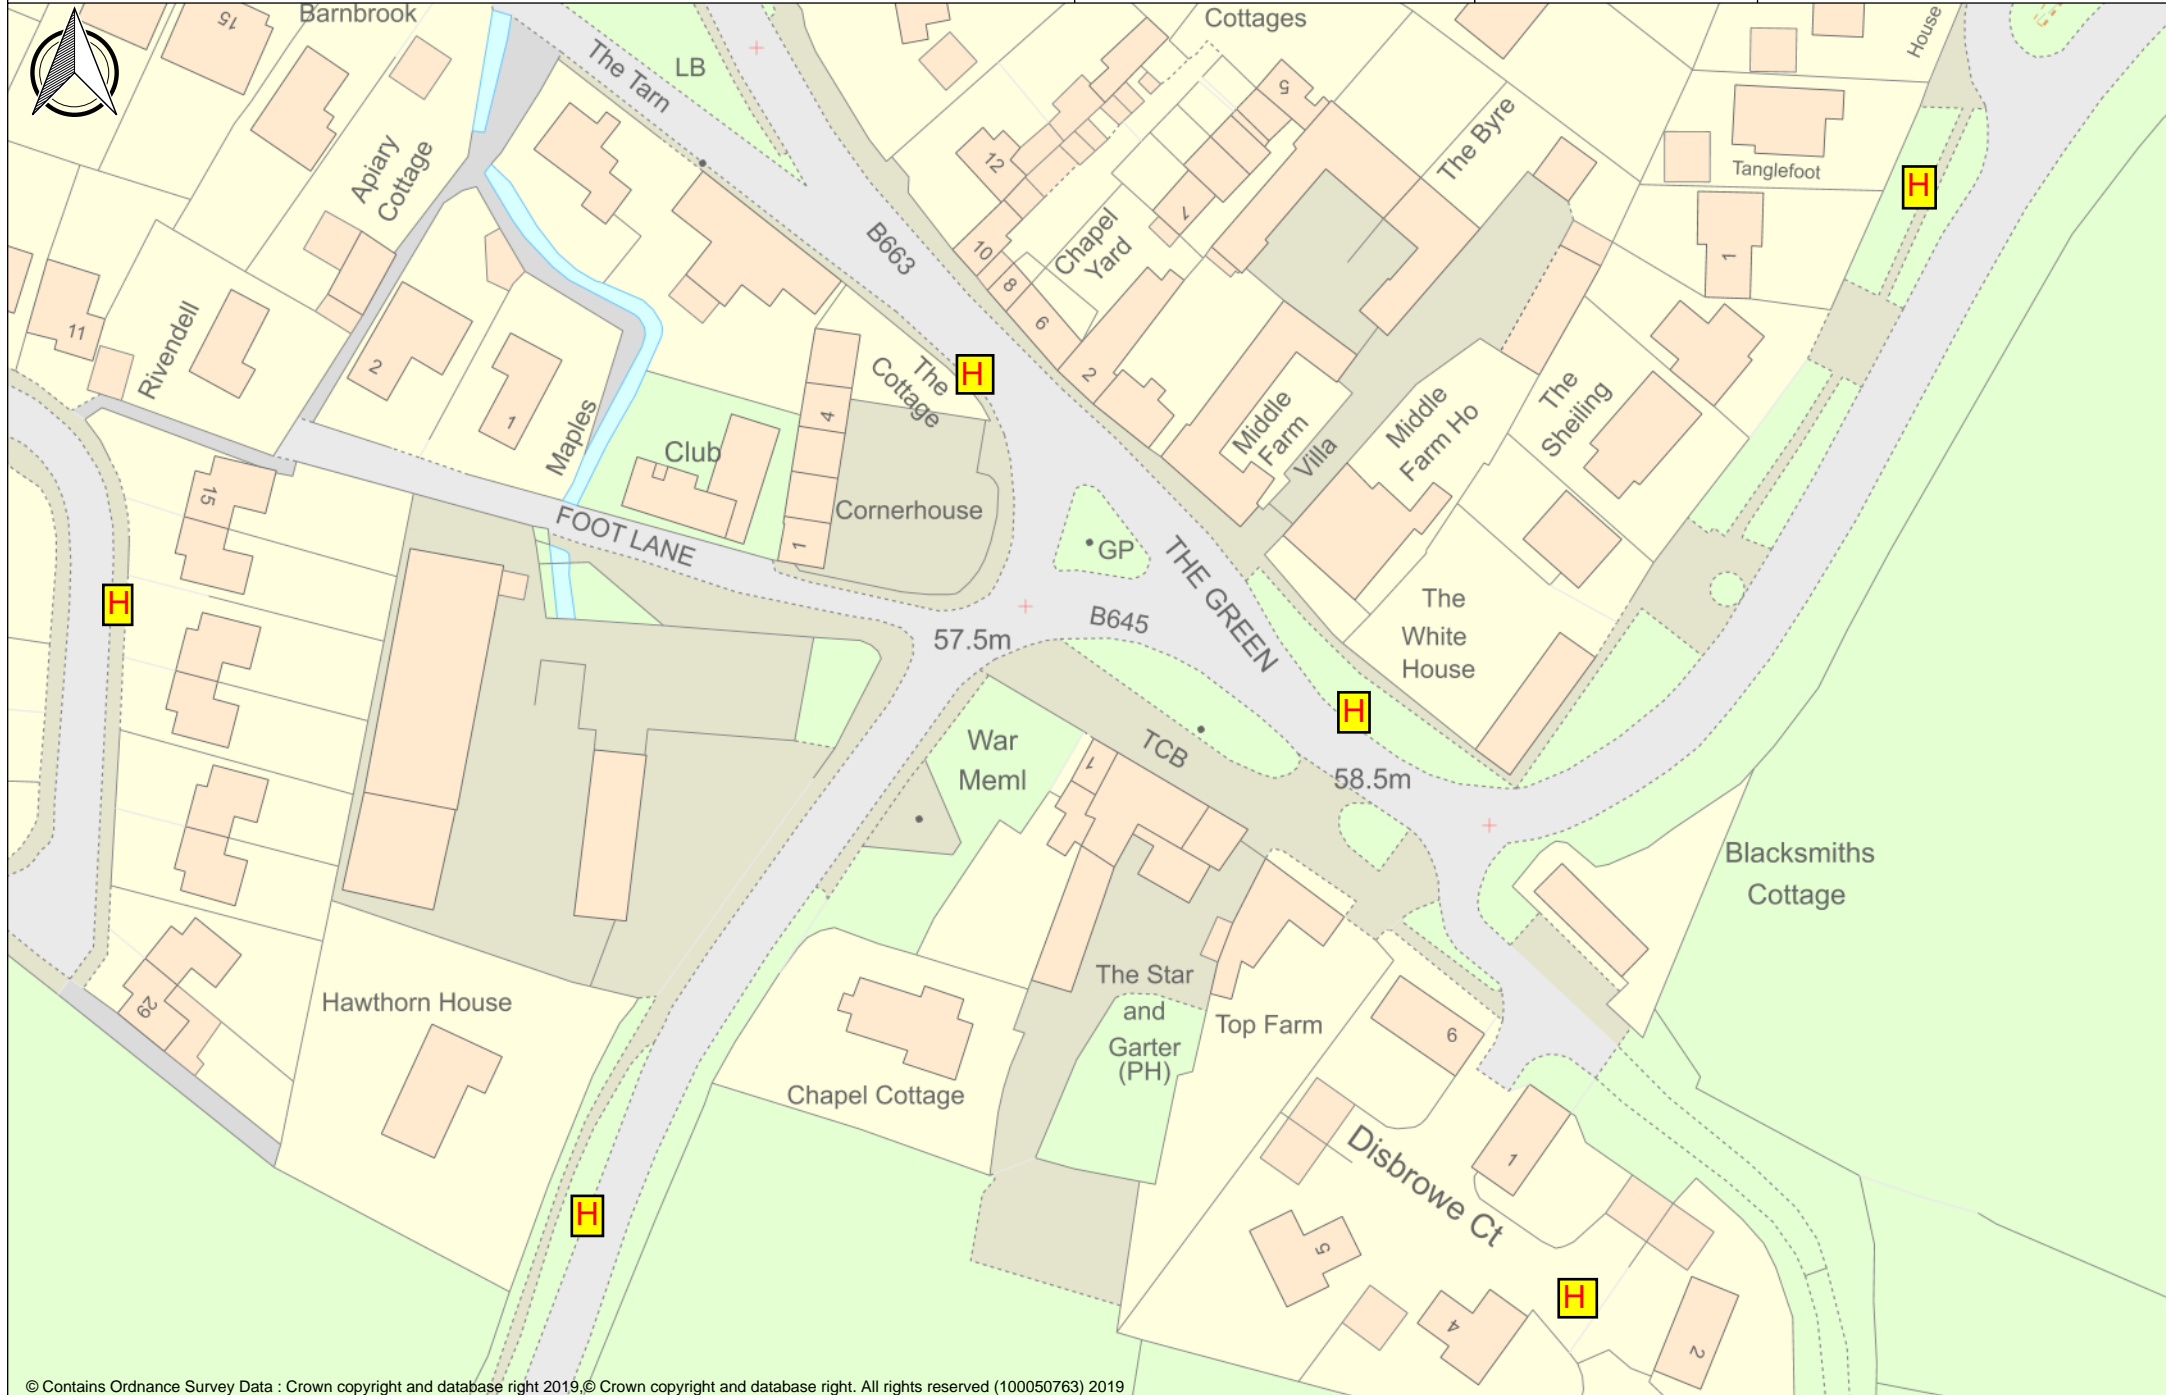 Barnbrook
15
Cottages
House
The Tarn
LB
5
The Byre
12
Apiary
Cottage
Tanglefoot
7
Chapel
Yard
B663
10
1
8
6
11
Rivendell
2
The
Cottage
H
H
2
1
4
Maples
Club
Middle
Farm
Villa
Middle
Farm Ho
The
Sheiling
15
Cornerhouse
FOOT LANE
1
GP
THE GREEN
H
The
White
House
B645
57.5m
H
War
Meml
TCB
1
58.5m
Blacksmiths
Cottage
The Star
and
Garter
(PH)
Top Farm
29
Hawthorn House
6
Chapel Cottage
1
Disbrowe Ct
H
5
H
4
2
© Contains Ordnance Survey Data : Crown copyright and database right 2019,© Crown copyright and database right. All rights reserved (100050763) 2019